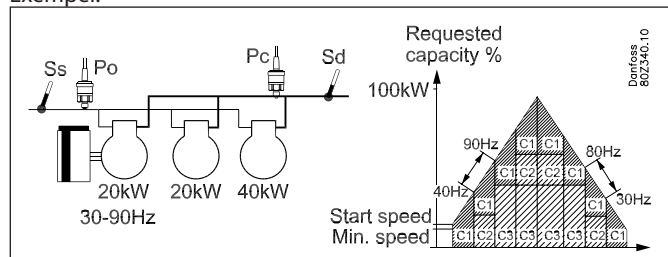 Exempel:
Ss
Po
Pc
Sd
20kW
20kW
40kW
30-90Hz
Requested
capacity %
100kW
90Hz
40Hz
80Hz
30Hz
Start speed
Min. speed
C1 C1
C1 C2 C2 C1
C1 C1
C1 C2 C3 C3 C3 C3 C2 C1
Danfoss
80Z340.10